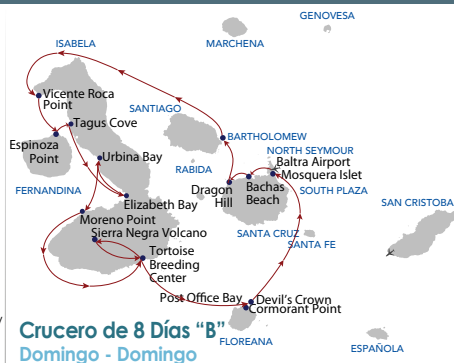 GENOVESA
ISABELA
MARCHENA
Vicente Roca
Point
SANTIAGO
Tagus Cove
Espinoza
Point
BARTHOLOMEW
NORTH SEYMOUR
Urbina Bay
Baltra Airport
RABIDA
Mosquera Islet
FERNANDINA
Dragon
Hill
Bachas
Beach
SOUTH PLAZA
Elizabeth Bay
SAN CRISTOBA
Moreno Point
Sierra Negra Volcano
SANTA CRUZ
SANTA FE
Tortoise
Breeding
Center
Post Office Bay
Devil's Crown
Cormorant Point
Crucero de 8 Días “B”
FLOREANA
Domingo - Domingo
ESPAÑOLA